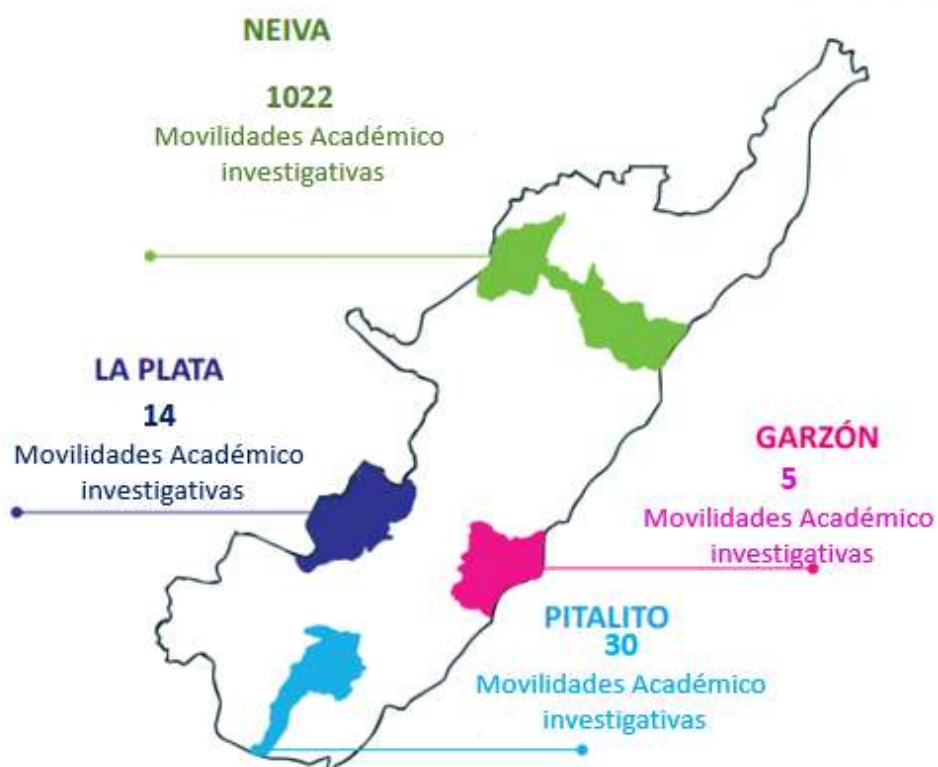 NEIVA
1022
Movilidades Académico
investigativas
LA PLATA
14
Movilidades Académico
investigativas
GARZÓN
5
Movilidades Académico
investigativas
PITALITO
30
Movilidades Académico
investigativas